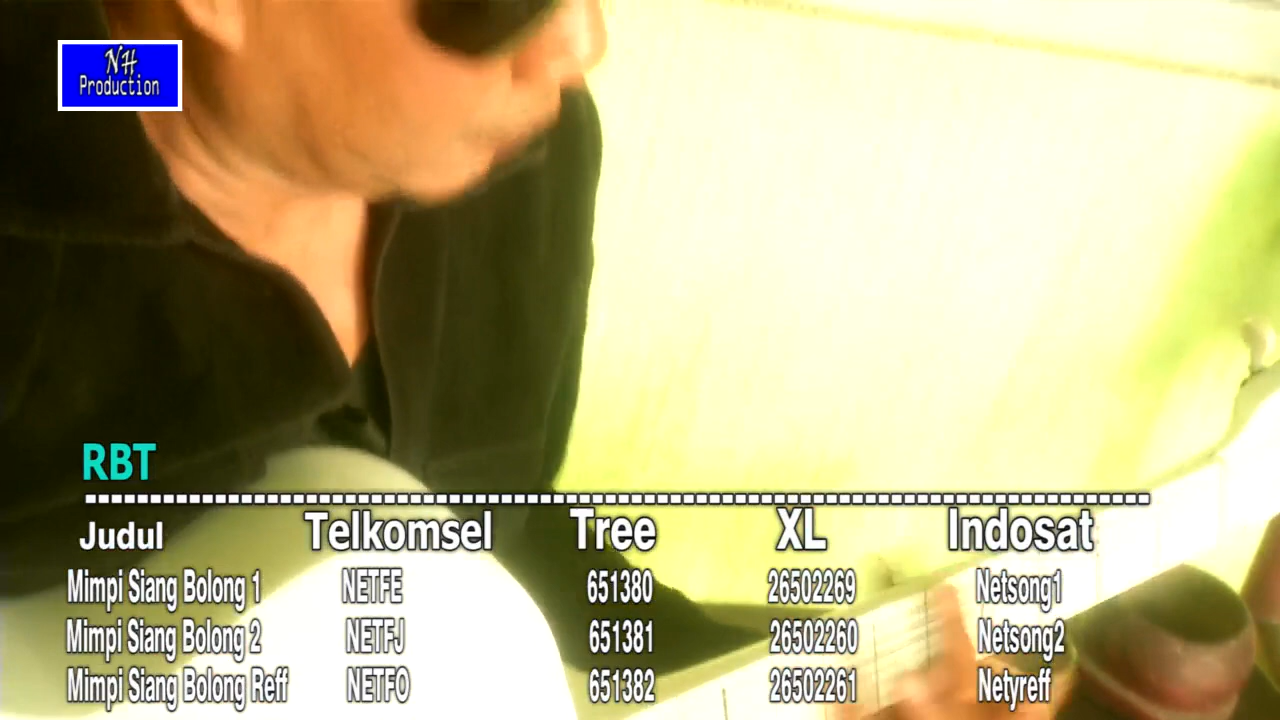 NH
Production
RBT
Judul Telkomsel Tree XL Indosat
Mimpi Siang Bolong 1 NETFE 651380 26502269 Netsong1
Mimpi Siang Bolong 2 NETFJ 651381 26502260 Netsong2
Mimpi Siang Bolong Reff NETFO 651382 26502261 Netyreff